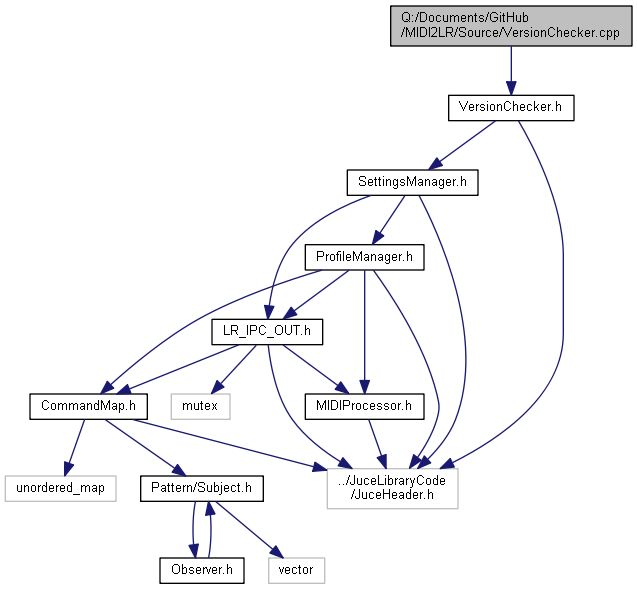 Q:/Documents/GitHub
/MIDI2LR/Source/VersionChecker.cpp
VersionChecker.h
SettingsManager.h
ProfileManager.h
LR_IPC_OUT.h
CommandMap.h
mutex
MIDIProcessor.h
unordered_map
Pattern/Subject.h
../JuceLibraryCode
/JuceHeader.h
Observer.h
vector